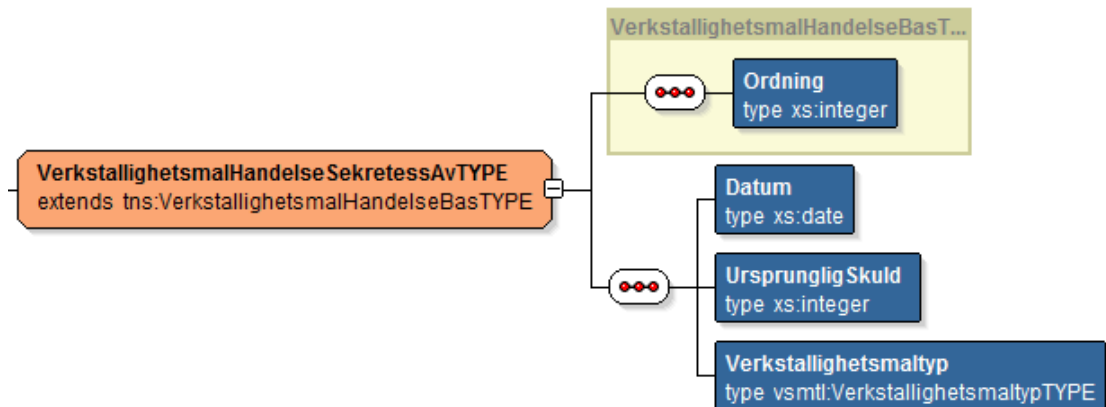 VerkstallighetsmalHandelseBasT...
Ordning
type xs:integer
VerkstallighetsmalHandelseSekretessAvTYPE
extends tns:VerkstallighetsmalHandelseBasTYPE
Datum
type xs:date
UrsprungligSkuld
type xs:integer
Verkstallighetsmaltyp
type vsmtl:VerkstallighetsmaltypTYPE